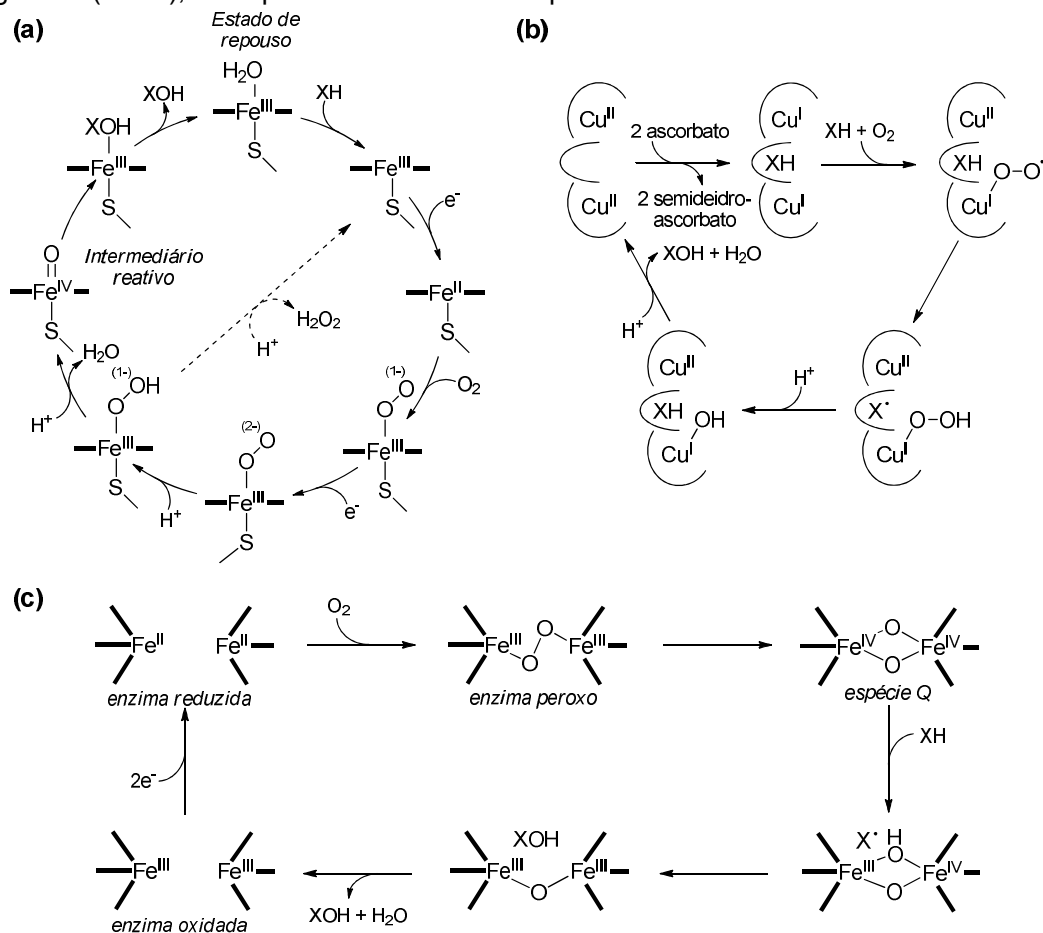 (a)
Estado de
repouso
H₂O
Feᴵᴵᴵ
S
XH
Feᴵᴵᴵ
S
e⁻
Feᴵᴵ
S
O₂
(1-)
O
O
Feᴵᴵᴵ
S
e⁻
(2-)
O
O
Feᴵᴵᴵ
S
H⁺
(1-)
OH
O
Feᴵᴵᴵ
S
H⁺
H₂O
O
Feᴵⱽ
S
Intermediário
reativo
XOH
Feᴵᴵᴵ
S
XOH
H⁺
H₂O₂
(b)
Cuᴵᴵ
Cuᴵᴵ
2 ascorbato
2 semideidro-
ascorbato
Cuᴵ
XH
Cuᴵ
XH + O₂
Cuᴵᴵ
XH
O-O•
Cuᴵ
Cuᴵᴵ
X•
O-OH
Cuᴵ
H⁺
Cuᴵᴵ
XH
OH
Cuᴵ
H⁺
XOH + H₂O
(c)
Feᴵᴵ Feᴵᴵ
enzima reduzida
O₂
Feᴵᴵᴵ O O Feᴵᴵᴵ
enzima peroxo
Feᴵⱽ O O Feᴵⱽ
espécie Q
XH
X• H
Feᴵᴵᴵ O O Feᴵⱽ
XOH
Feᴵᴵᴵ O Feᴵᴵᴵ
XOH + H₂O
Feᴵᴵᴵ Feᴵᴵᴵ
enzima oxidada
2e⁻